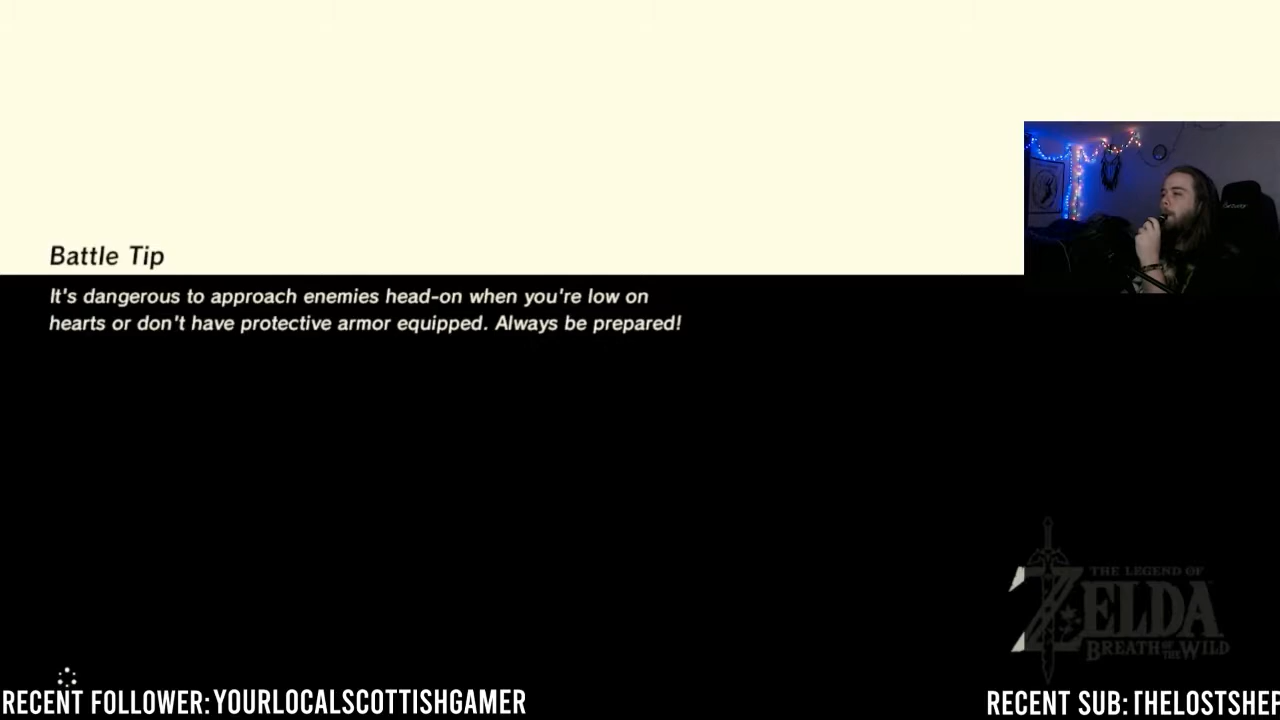 Battle Tip
It's dangerous to approach enemies head-on when you're low on
hearts or don't have protective armor equipped. Always be prepared!
THE LEGEND OF
ZELDA
BREATH OF THE WILD
RECENT FOLLOWER: YOURLOCALSCOTTISHGAMER
RECENT SUB: THELOSTSHEP